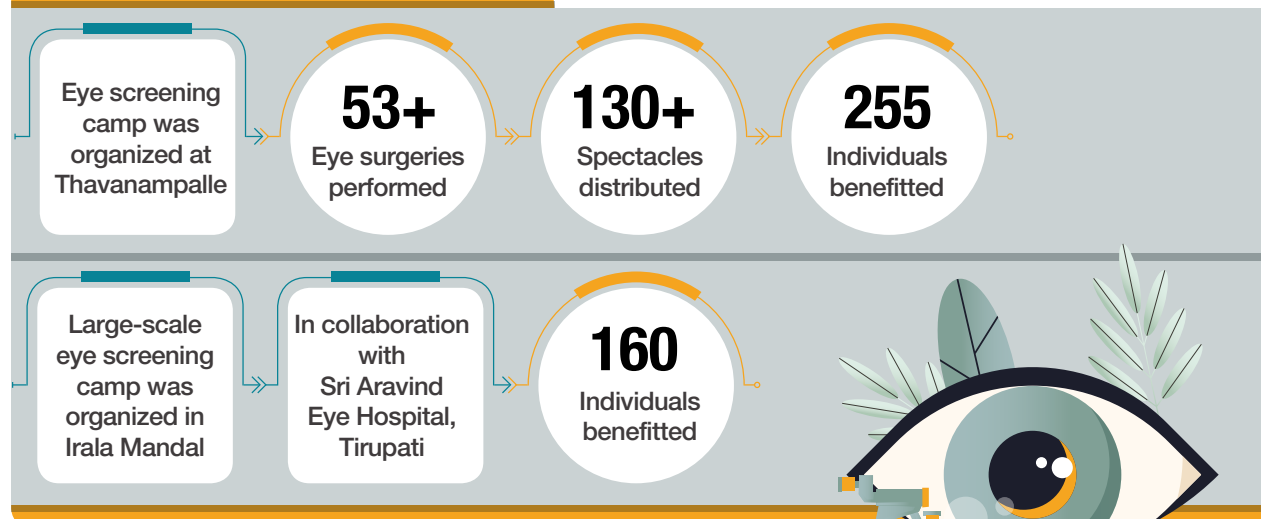 Eye screening
camp was
organized at
Thavanampalle
53+
Eye surgeries
performed
130+
Spectacles
distributed
255
Individuals
benefitted
Large-scale
eye screening
camp was
organized in
Irala Mandal
In collaboration
with
Sri Aravind
Eye Hospital,
Tirupati
160
Individuals
benefitted